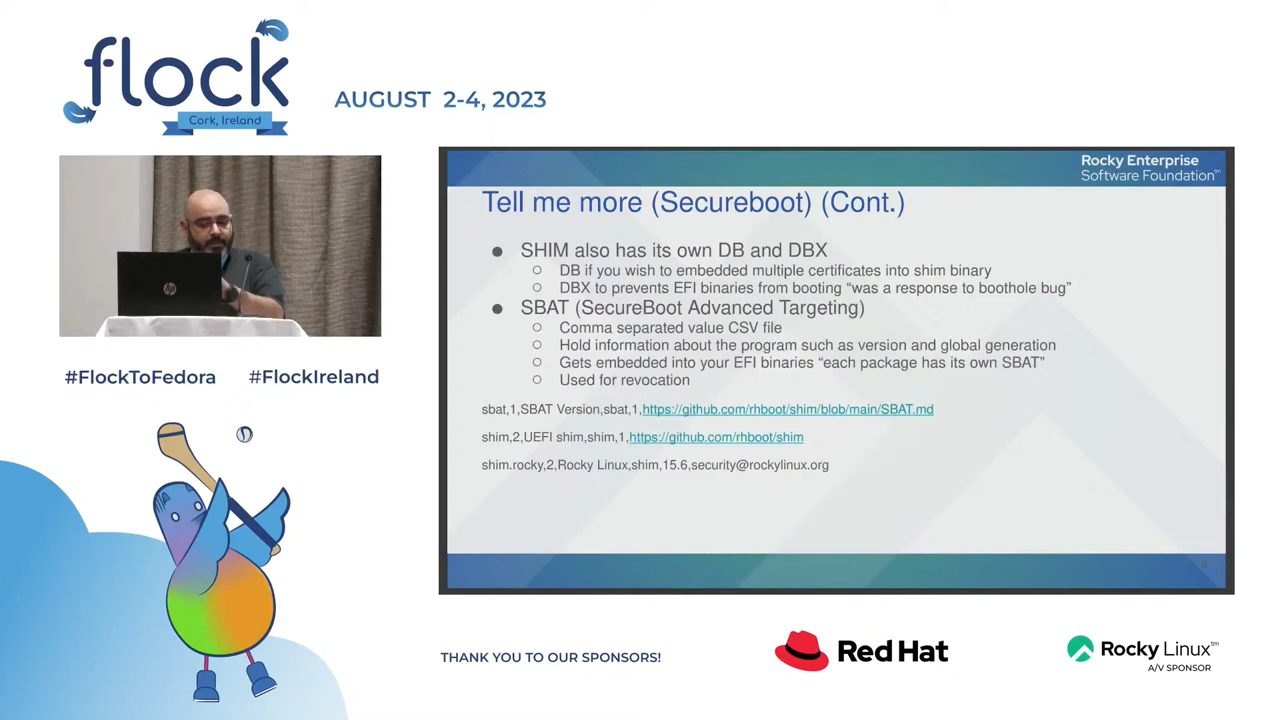 flock
Cork, Ireland
AUGUST 2-4, 2023
Rocky Enterprise
Software Foundation™
Tell me more (Secureboot) (Cont.)
● SHIM also has its own DB and DBX
○ DB if you wish to embedded multiple certificates into shim binary
○ DBX to prevents EFI binaries from booting “was a response to boothole bug”
● SBAT (SecureBoot Advanced Targeting)
○ Comma separated value CSV file
○ Hold information about the program such as version and global generation
○ Gets embedded into your EFI binaries “each package has its own SBAT”
○ Used for revocation
sbat,1,SBAT Version,sbat,1,https://github.com/rhboot/shim/blob/main/SBAT.md
shim,2,UEFI shim,shim,1,https://github.com/rhboot/shim
shim.rocky,2,Rocky Linux,shim,15.6,security@rockylinux.org
hp
#FlockToFedora #FlockIreland
THANK YOU TO OUR SPONSORS!
Red Hat
Rocky Linux™
A/V SPONSOR